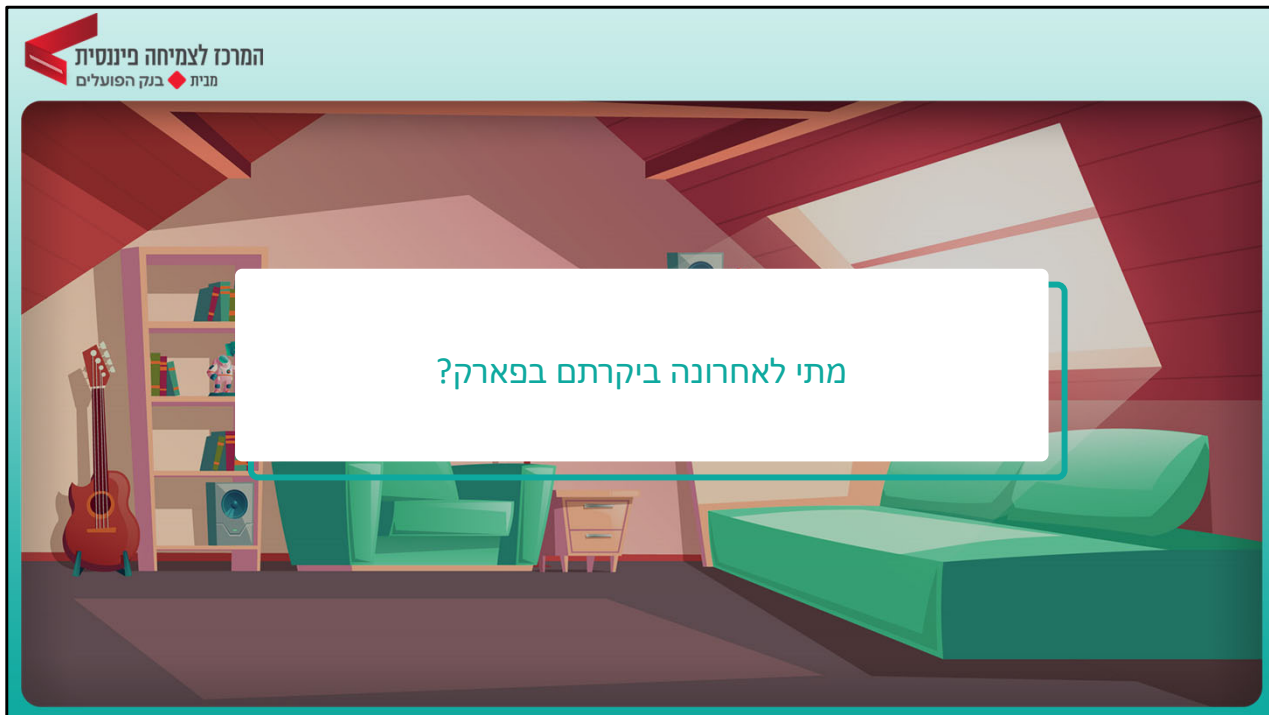 המרכז לצמיחה פיננסית
מבית בנק הפועלים
מתי לאחרונה ביקרתם בפארק?